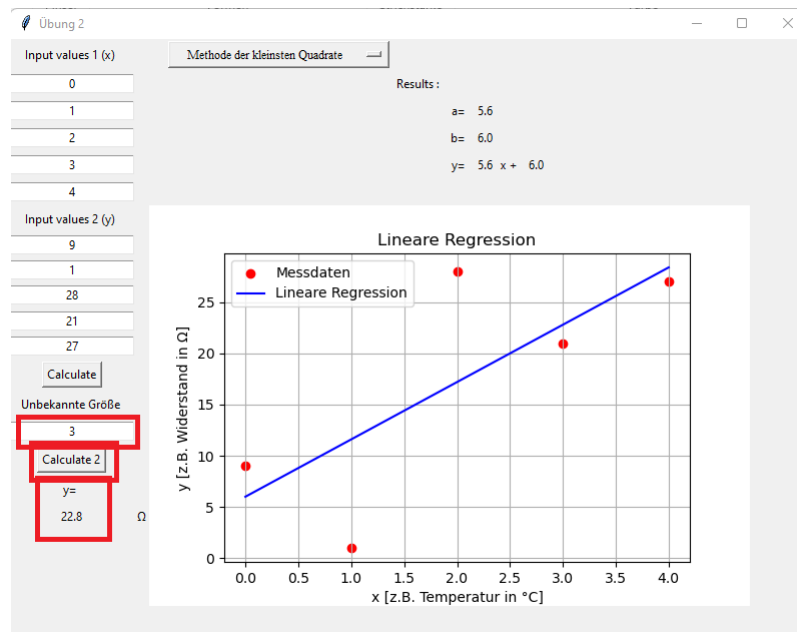 Übung 2
Input values 1 (x)
Methode der kleinsten Quadrate
0
Results :
1
a= 5.6
2
b= 6.0
3
y= 5.6 x + 6.0
4
Input values 2 (y)
9
1
28
21
27
Calculate
Unbekannte Größe
3
Calculate 2
y=
22.8 Ω
Lineare Regression
Messdaten
Lineare Regression
25
20
15
10
5
0
y [z.B. Widerstand in Ω]
0.0 0.5 1.0 1.5 2.0 2.5 3.0 3.5 4.0
x [z.B. Temperatur in °C]